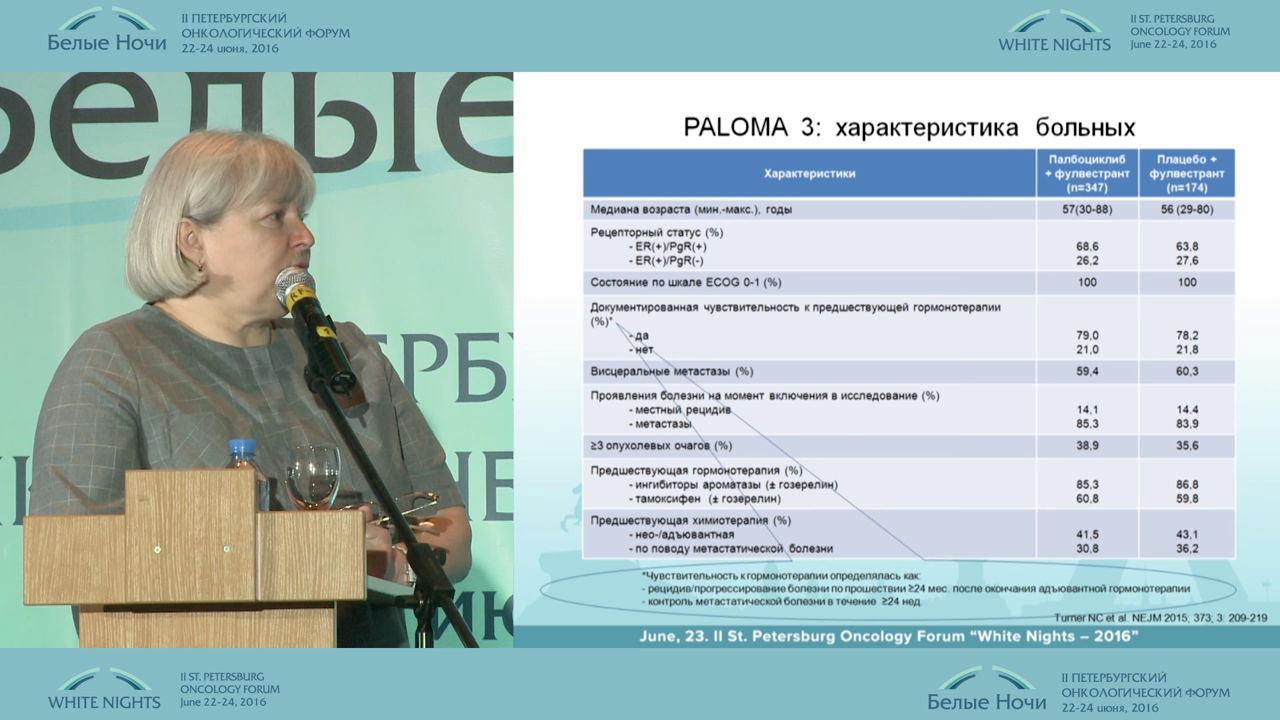 II ПЕТЕРБУРГСКИЙ
ОНКОЛОГИЧЕСКИЙ ФОРУМ
22-24 июня, 2016
Белые Ночи
II ST. PETERSBURG
ONCOLOGY FORUM
June 22-24, 2016
WHITE NIGHTS
белые
PALOMA 3: характеристика больных
Характеристики
Палбоциклиб + фулвестрант (n=347)
Плацебо + фулвестрант (n=174)
Медиана возраста (мин.-макс.), годы 57(30-88) 56 (29-80)
Рецепторный статус (%)
- ER(+)/PgR(+) 68,6 63,8
- ER(+)/PgR(-) 26,2 27,6
Состояние по шкале ECOG 0-1 (%) 100 100
Документированная чувствительность к предшествующей гормонотерапии
(%)*
- да 79,0 78,2
- нет 21,0 21,8
Висцеральные метастазы (%) 59,4 60,3
Проявления болезни на момент включения в исследование (%)
- местный рецидив 14,1 14.4
- метастазы 85,3 83,9
≥3 опухолевых очагов (%) 38,9 35,6
Предшествующая гормонотерапия (%)
- ингибиторы ароматазы (± гозерелин) 85,3 86,8
- тамоксифен (± гозерелин) 60,8 59,8
Предшествующая химиотерапия (%)
- нео-/адъювантная 41,5 43,1
- по поводу метастатической болезни 30,8 36,2
*Чувствительность к гормонотерапии определялась как:
- рецидив/прогрессирование болезни по прошествии ≥24 мес. после окончания адъювантной гормонотерапии
- контроль метастатической болезни в течение ≥24 нед.
Turner NC et al. NEJM 2015; 373; 3: 209-219
June, 23. II St. Petersburg Oncology Forum “White Nights – 2016”
WHITE NIGHTS
II ST. PETERSBURG
ONCOLOGY FORUM
June 22-24, 2016
Белые Ночи
II ПЕТЕРБУРГСКИЙ
ОНКОЛОГИЧЕСКИЙ ФОРУМ
22-24 июня, 2016